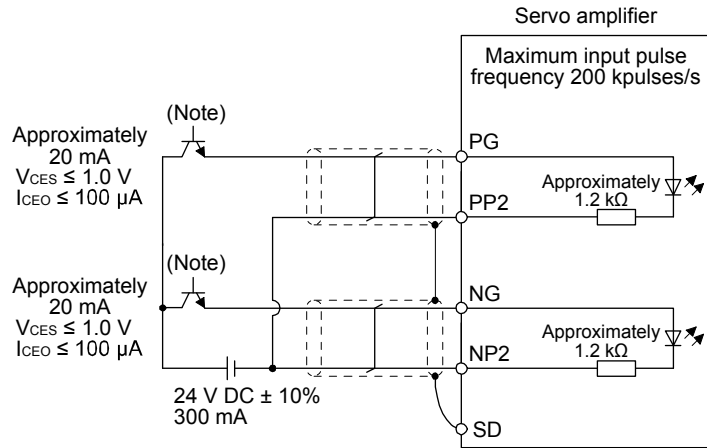 Servo amplifier
Maximum input pulse
frequency 200 kpulses/s
(Note)
Approximately
20 mA
VCES ≤ 1.0 V
ICEO ≤ 100 µA
PG
Approximately
1.2 kΩ
PP2
(Note)
Approximately
20 mA
VCES ≤ 1.0 V
ICEO ≤ 100 µA
NG
Approximately
1.2 kΩ
NP2
24 V DC ± 10%
300 mA
SD